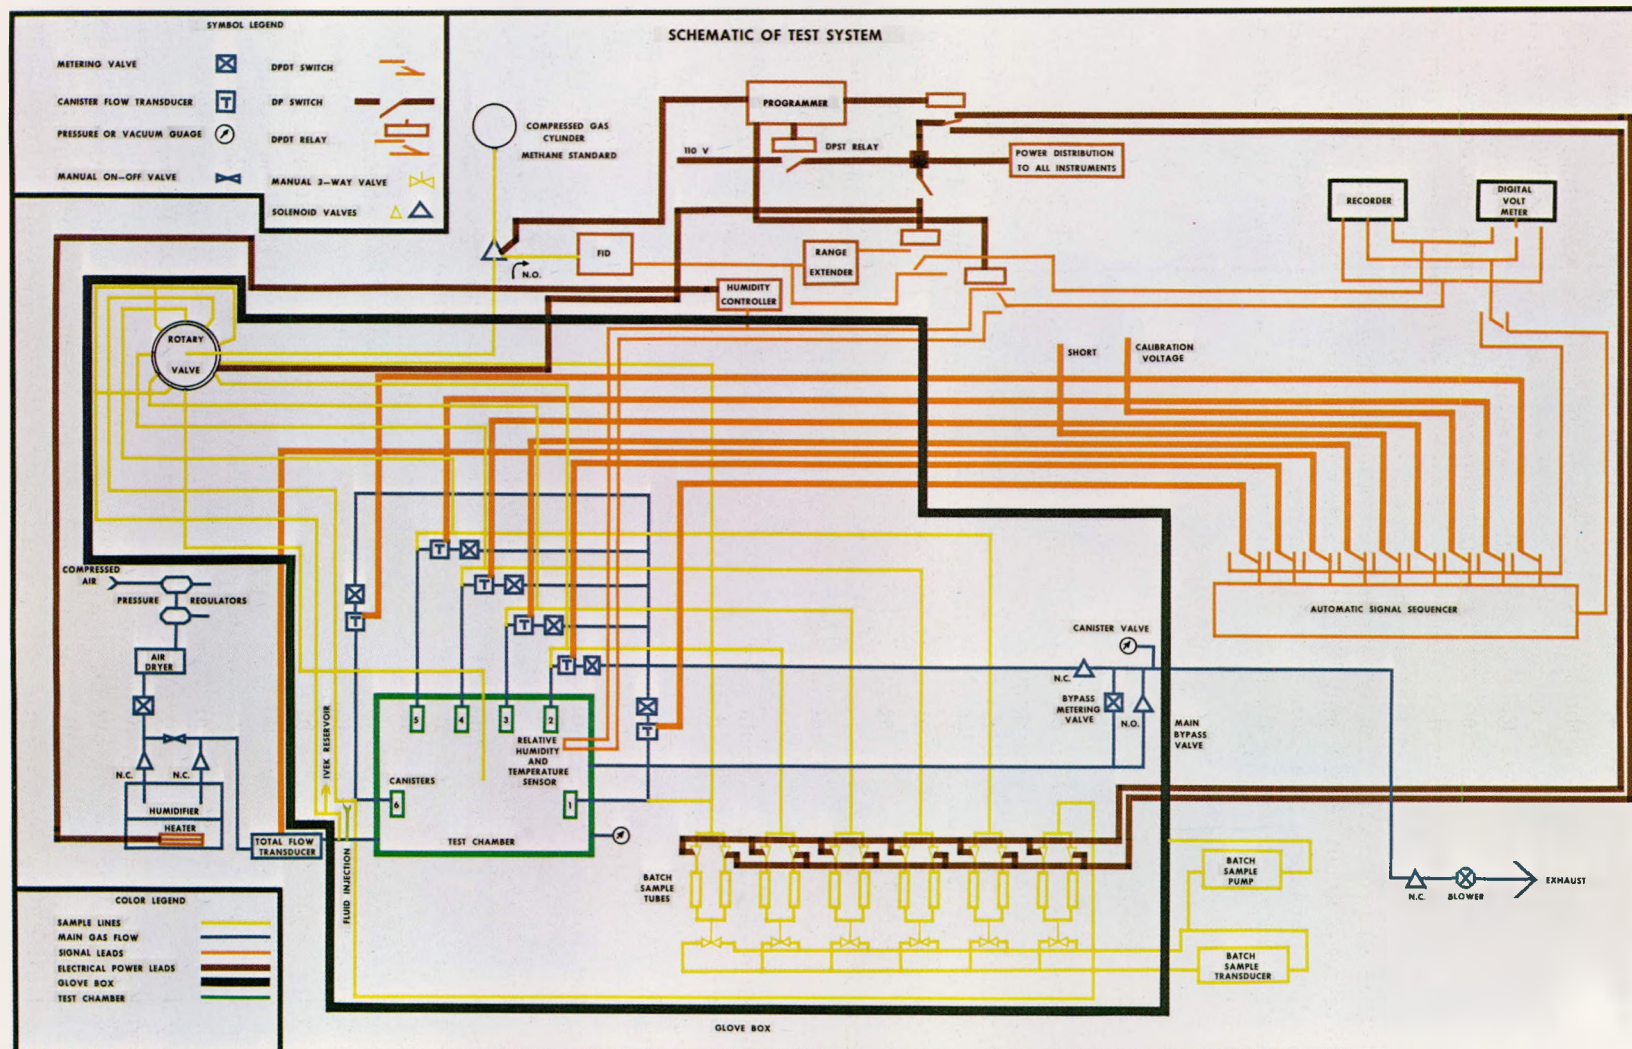 SYMBOL LEGEND
METERING VALVE
CANISTER FLOW TRANSDUCER
T
PRESSURE OR VACUUM GUAGE
MANUAL ON-OFF VALVE
DPDT SWITCH
DP SWITCH
DPDT RELAY
MANUAL 3-WAY VALVE
SOLENOID VALVES
SCHEMATIC OF TEST SYSTEM
COMPRESSED GAS
CYLINDER
METHANE STANDARD
PROGRAMMER
110 V
DPST RELAY
POWER DISTRIBUTION
TO ALL INSTRUMENTS
RECORDER
DIGITAL
VOLT
METER
N.O.
FID
RANGE
EXTENDER
HUMIDITY
CONTROLLER
ROTARY
VALVE
SHORT
CALIBRATION
VOLTAGE
AUTOMATIC SIGNAL SEQUENCER
COMPRESSED
AIR
PRESSURE
REGULATORS
AIR
DRYER
N.C.
N.C.
HUMIDIFIER
HEATER
TOTAL FLOW
TRANSDUCER
IVEK RESERVOIR
FLUID INJECTION
T
T
T
T
T
T
5
4
3
2
RELATIVE
HUMIDITY
AND
TEMPERATURE
SENSOR
CANISTERS
6
1
TEST CHAMBER
CANISTER VALVE
N.C.
BYPASS
METERING
VALVE
N.O.
MAIN
BYPASS
VALVE
BATCH
SAMPLE
TUBES
BATCH
SAMPLE
PUMP
BATCH
SAMPLE
TRANSDUCER
N.C.
BLOWER
EXHAUST
GLOVE BOX
COLOR LEGEND
SAMPLE LINES
MAIN GAS FLOW
SIGNAL LEADS
ELECTRICAL POWER LEADS
GLOVE BOX
TEST CHAMBER